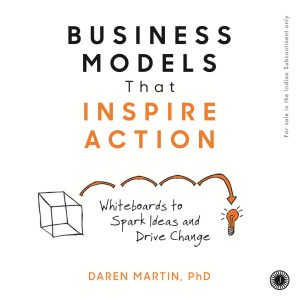 BUSINESS
MODELS
That
INSPIRE
ACTION
Whiteboards to
Spark Ideas and
Drive Change
DAREN MARTIN, PhD
For sale in the Indian Subcontinent only